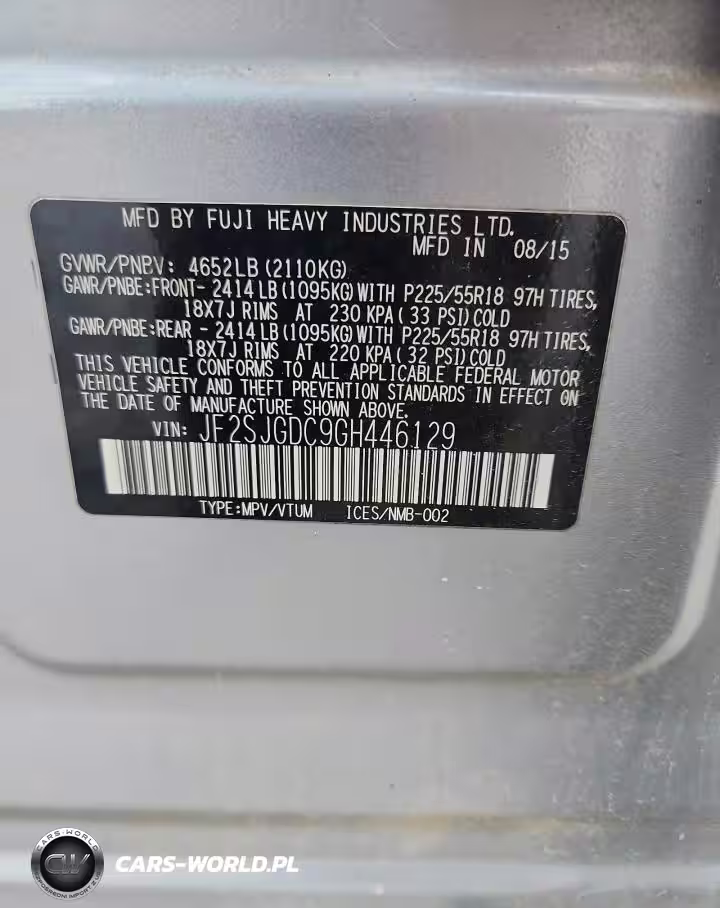 MFD BY FUJI HEAVY INDUSTRIES LTD.
MFD IN 08/15
GVWR/PNBV: 4652LB (2110KG)
GAWR/PNBE:FRONT- 2414 LB (1095KG) WITH P225/55R18 97H TIRES,
18X7J RIMS AT 230 KPA ( 33 PSI) COLD
GAWR/PNBE:REAR - 2414 LB (1095KG) WITH P225/55R18 97H TIRES,
18X7J RIMS AT 220 KPA ( 32 PSI) COLD
THIS VEHICLE CONFORMS TO ALL APPLICABLE FEDERAL MOTOR
VEHICLE SAFETY AND THEFT PREVENTION STANDARDS IN EFFECT ON
THE DATE OF MANUFACTURE SHOWN ABOVE.
VIN: JF2SJGDC9GH446129
TYPE:MPV/VTUM ICES/NMB-002
CARS-WORLD
CW
CARS-WORLD.PL